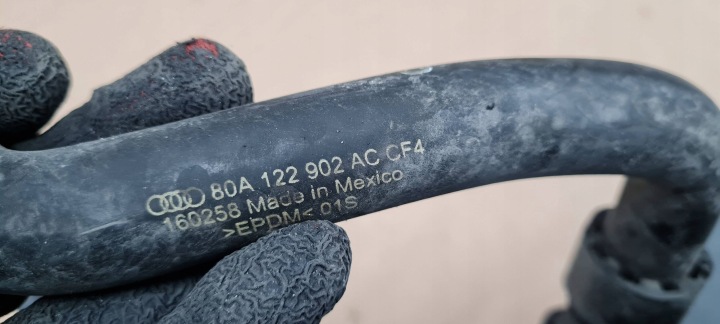 80A 122 902 AC CF4
160258 Made in Mexico
>EPDM< 01S